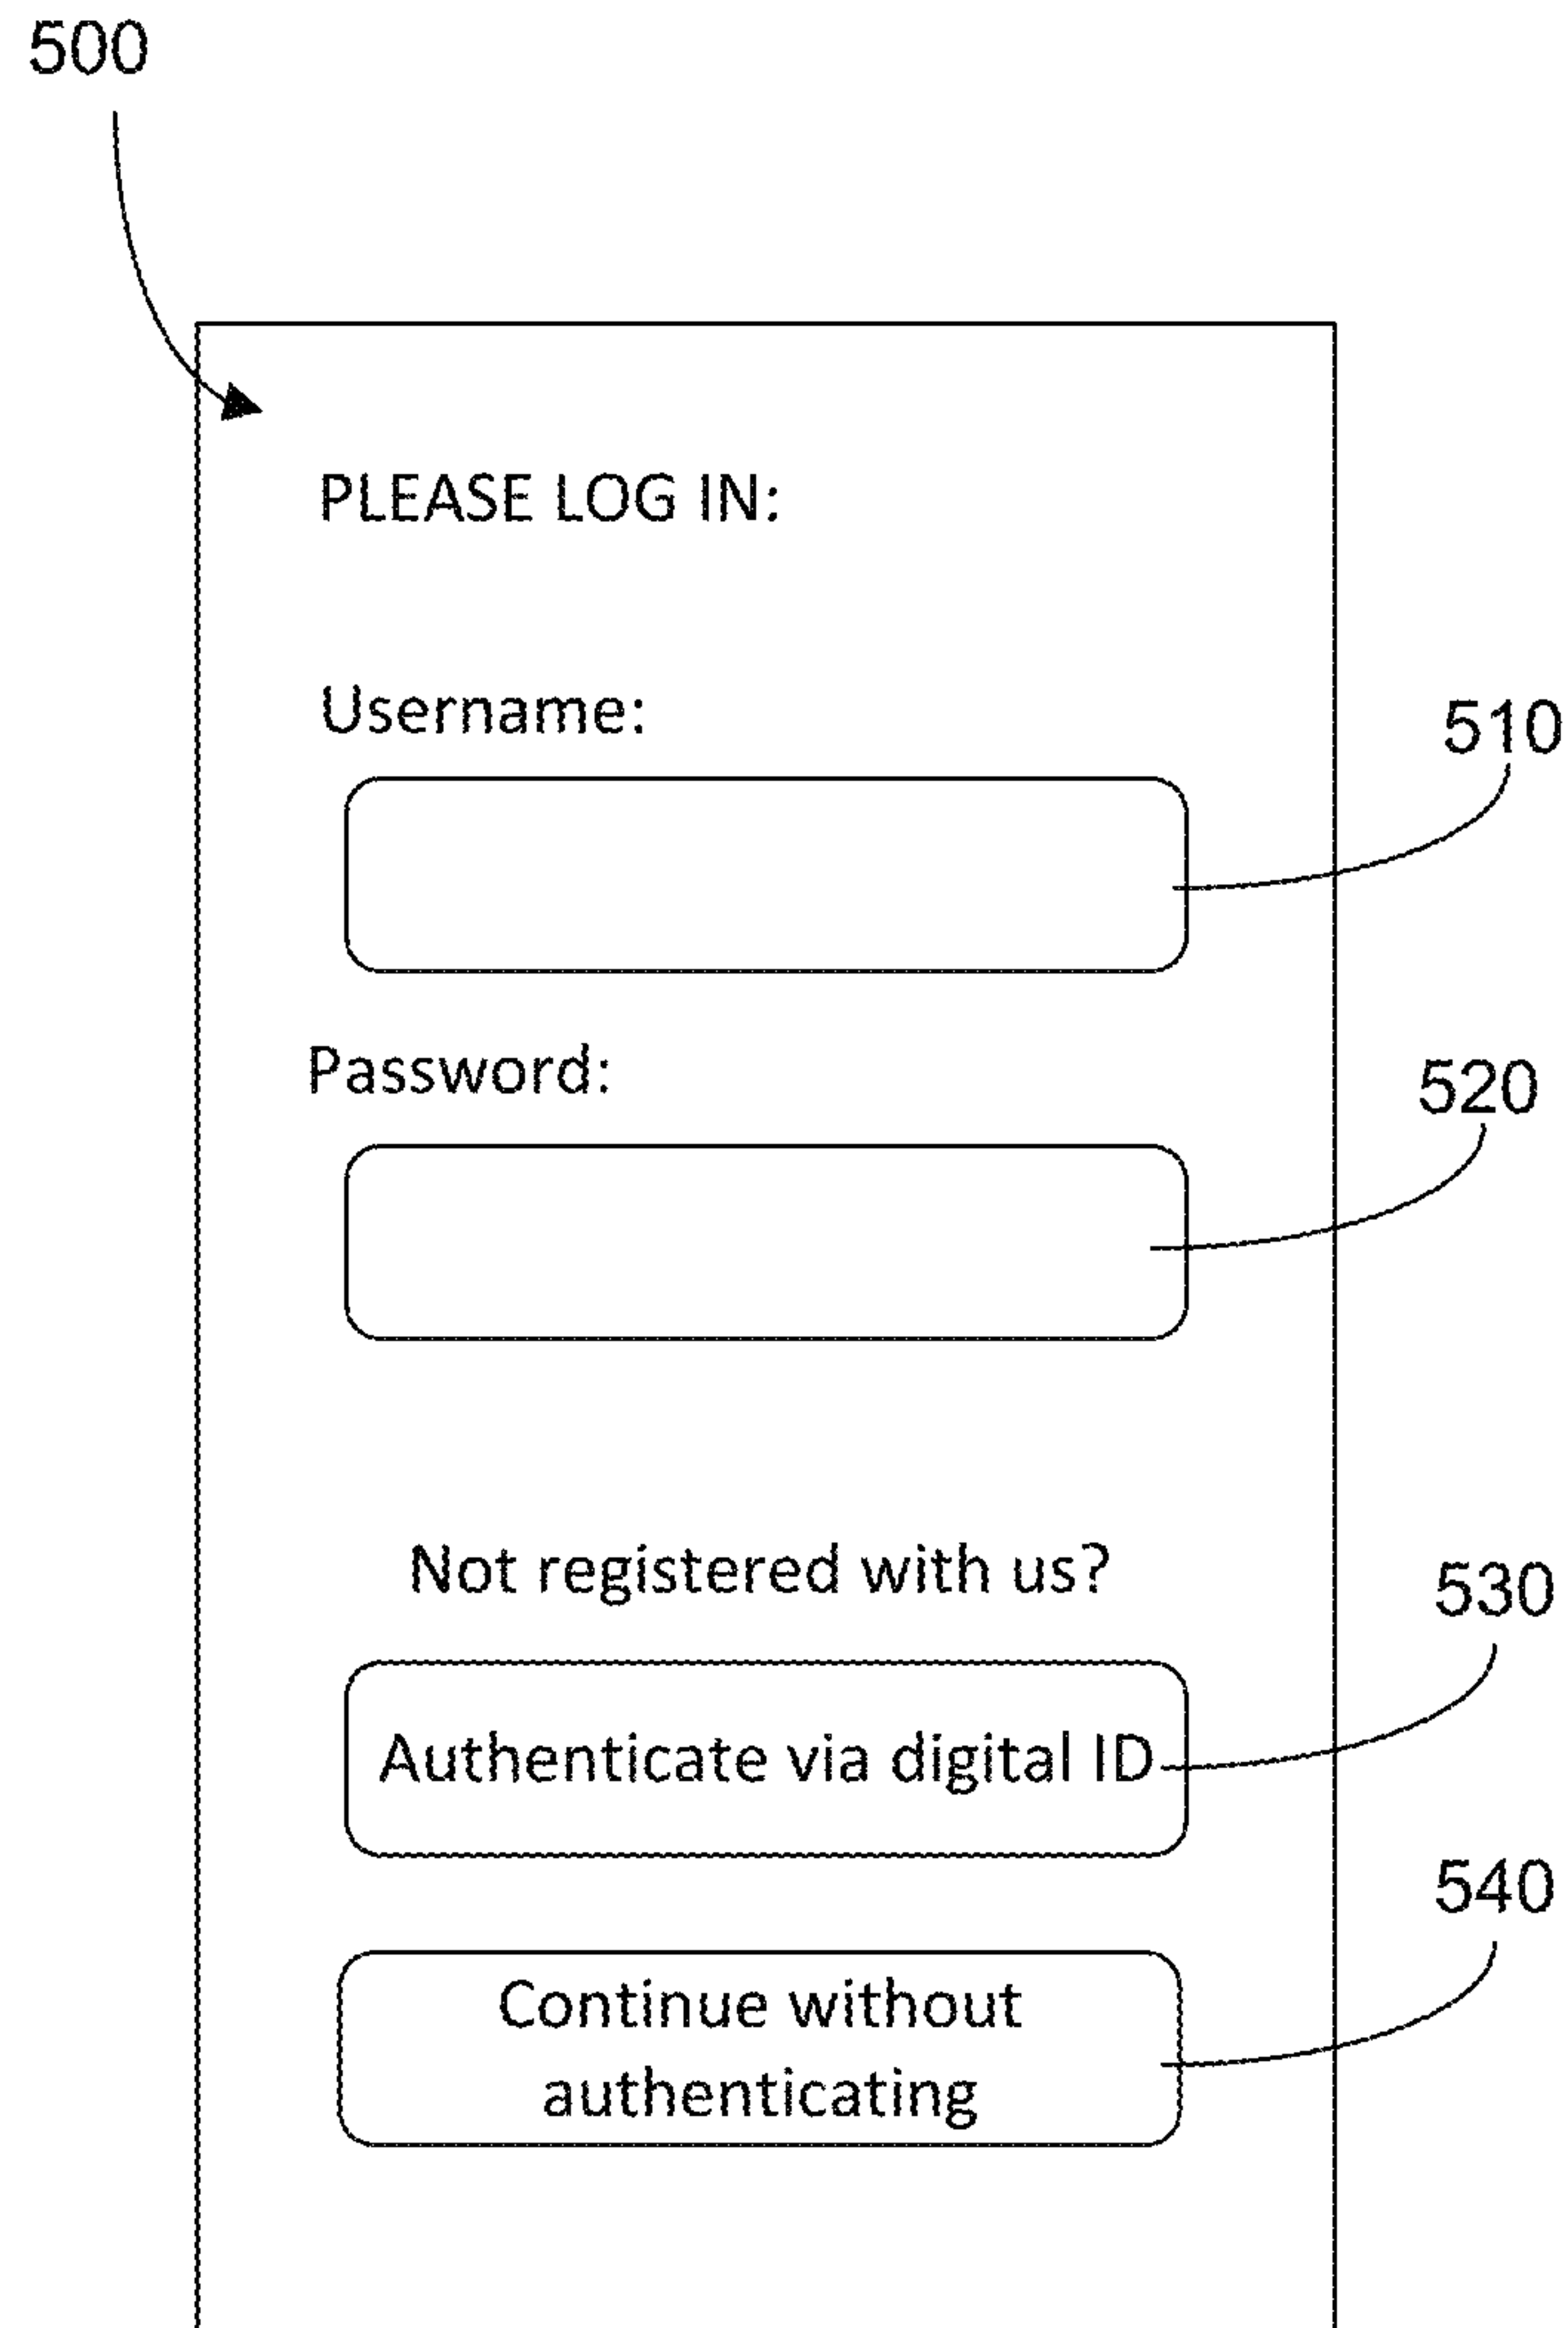 500
PLEASE LOG IN:
Username:
510
Password:
520
Not registered with us?
530
Authenticate via digital ID
540
Continue without
authenticating